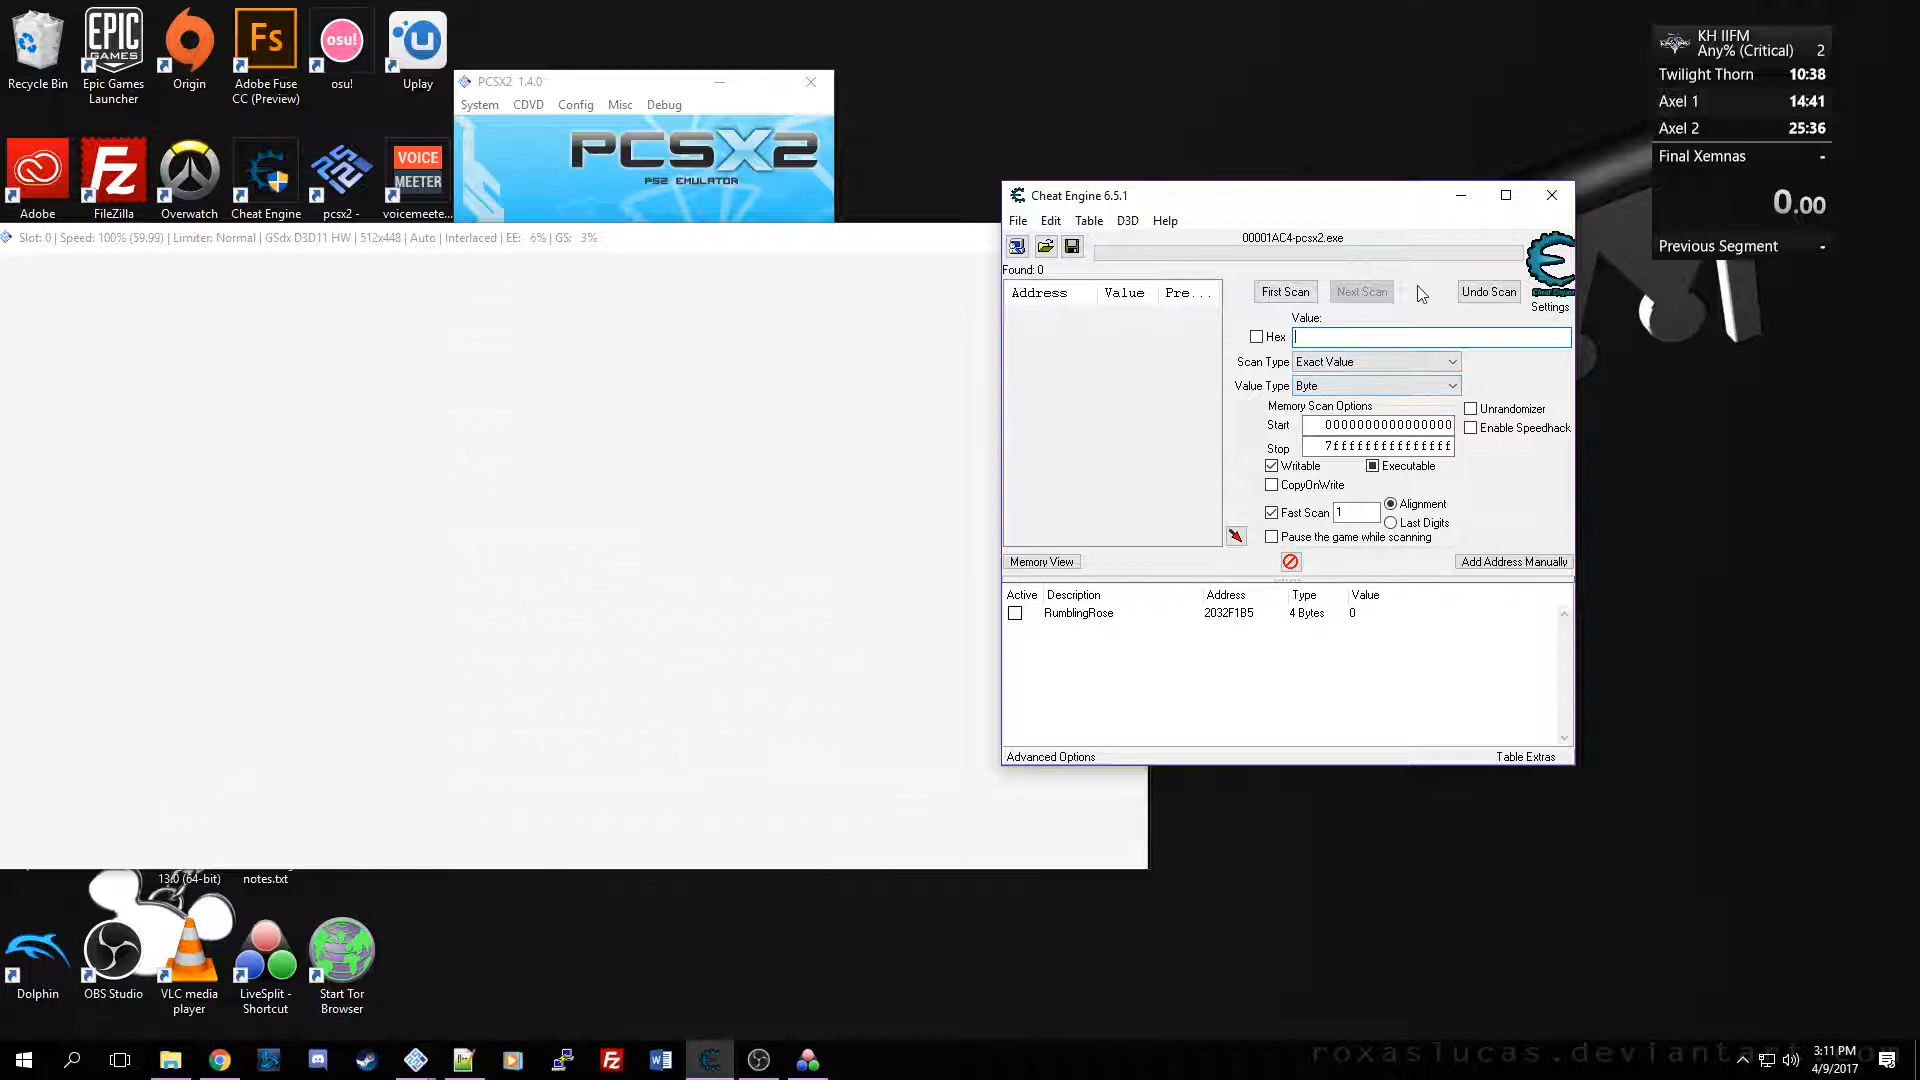 Recycle Bin
EPIC GAMES
Epic Games Launcher
Origin
Fs
Adobe Fuse CC (Preview)
osu!
osu!
Uplay
Adobe
Fz
FileZilla
Overwatch
Cheat Engine
pcsx2 -
VOICE MEETER
voicemeete...
PCSX2 1.4.0
System CDVD Config Misc Debug
PCSX2
PS2 EMULATOR
Slot: 0 | Speed: 100% (59.99) | Limiter: Normal | GSdx D3D11 HW | 512x448 | Auto | Interlaced | EE: 6% | GS: 3%
Cheat Engine 6.5.1
File Edit Table D3D Help
00001AC4-pcsx2.exe
Found: 0
Address Value Pre...
First Scan Next Scan Undo Scan
Cheat Engine
Settings
Value:
Hex
Scan Type Exact Value
Value Type Byte
Memory Scan Options
Unrandomizer
Start 0000000000000000
Enable Speedhack
Stop 7fffffffffffffff
Writable Executable
CopyOnWrite
Fast Scan 1 Alignment
Last Digits
Pause the game while scanning
Memory View Add Address Manually
Active Description Address Type Value
RumblingRose 2032F1B5 4 Bytes 0
Advanced Options Table Extras
KH IIFM
Any% (Critical) 2
Twilight Thorn 10:38
Axel 1 14:41
Axel 2 25:36
Final Xemnas -
0.00
Previous Segment -
13.0 (64-bit)
notes.txt
Dolphin
OBS Studio
VLC media player
LiveSplit - Shortcut
Start Tor Browser
roxaslucas.deviantart.com
3:11 PM
4/9/2017